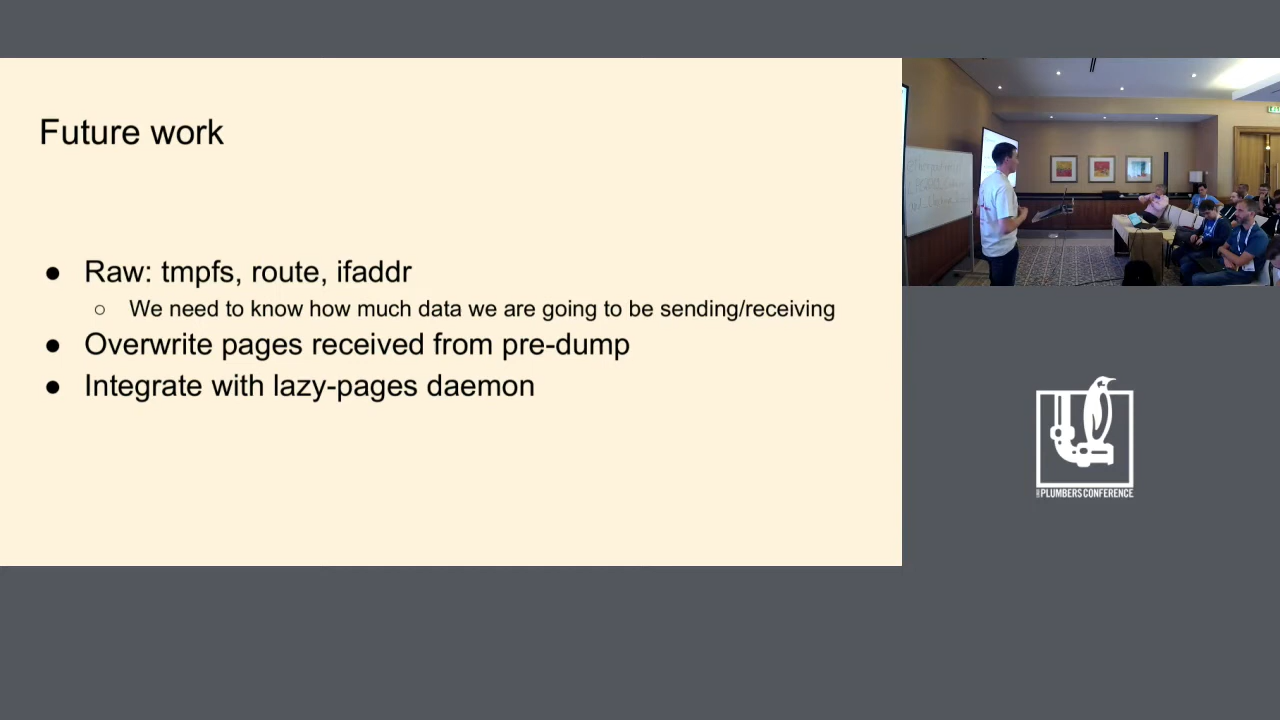 Future work
● Raw: tmpfs, route, ifaddr
○ We need to know how much data we are going to be sending/receiving
● Overwrite pages received from pre-dump
● Integrate with lazy-pages daemon
PLUMBERS CONFERENCE